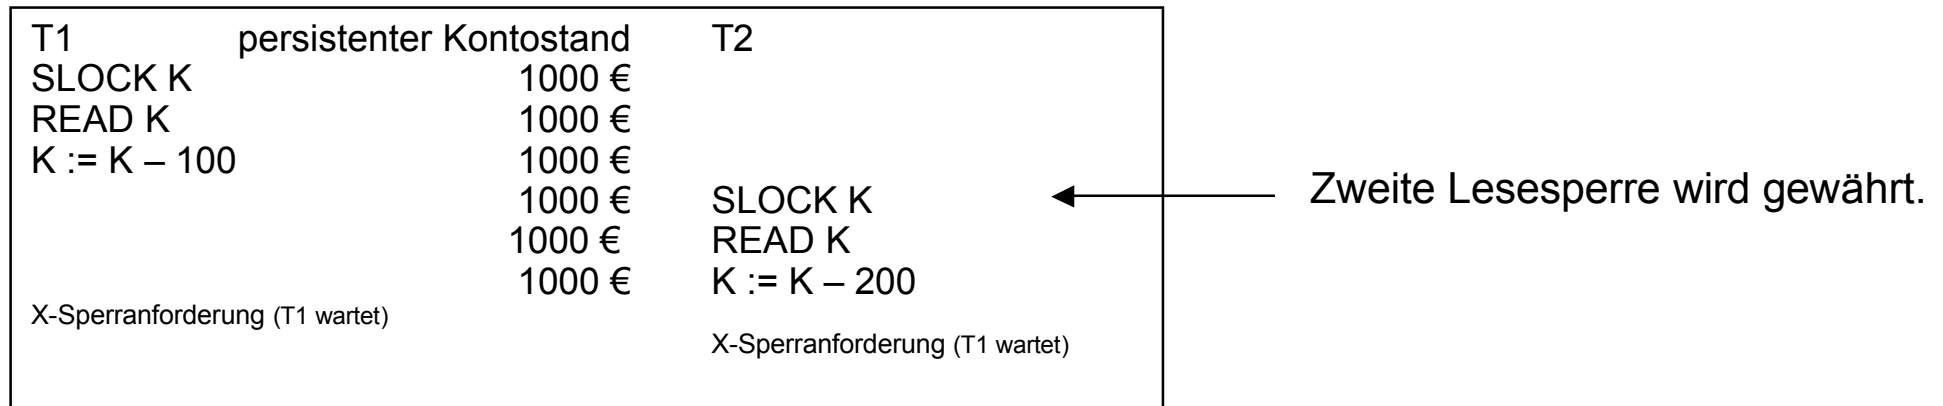 T1 persistenter Kontostand T2
SLOCK K 1000 €
READ K 1000 €
K := K – 100 1000 €
1000 € SLOCK K
1000 € READ K
1000 € K := K – 200
X-Sperranforderung (T1 wartet)
X-Sperranforderung (T1 wartet)
Zweite Lesesperre wird gewährt.